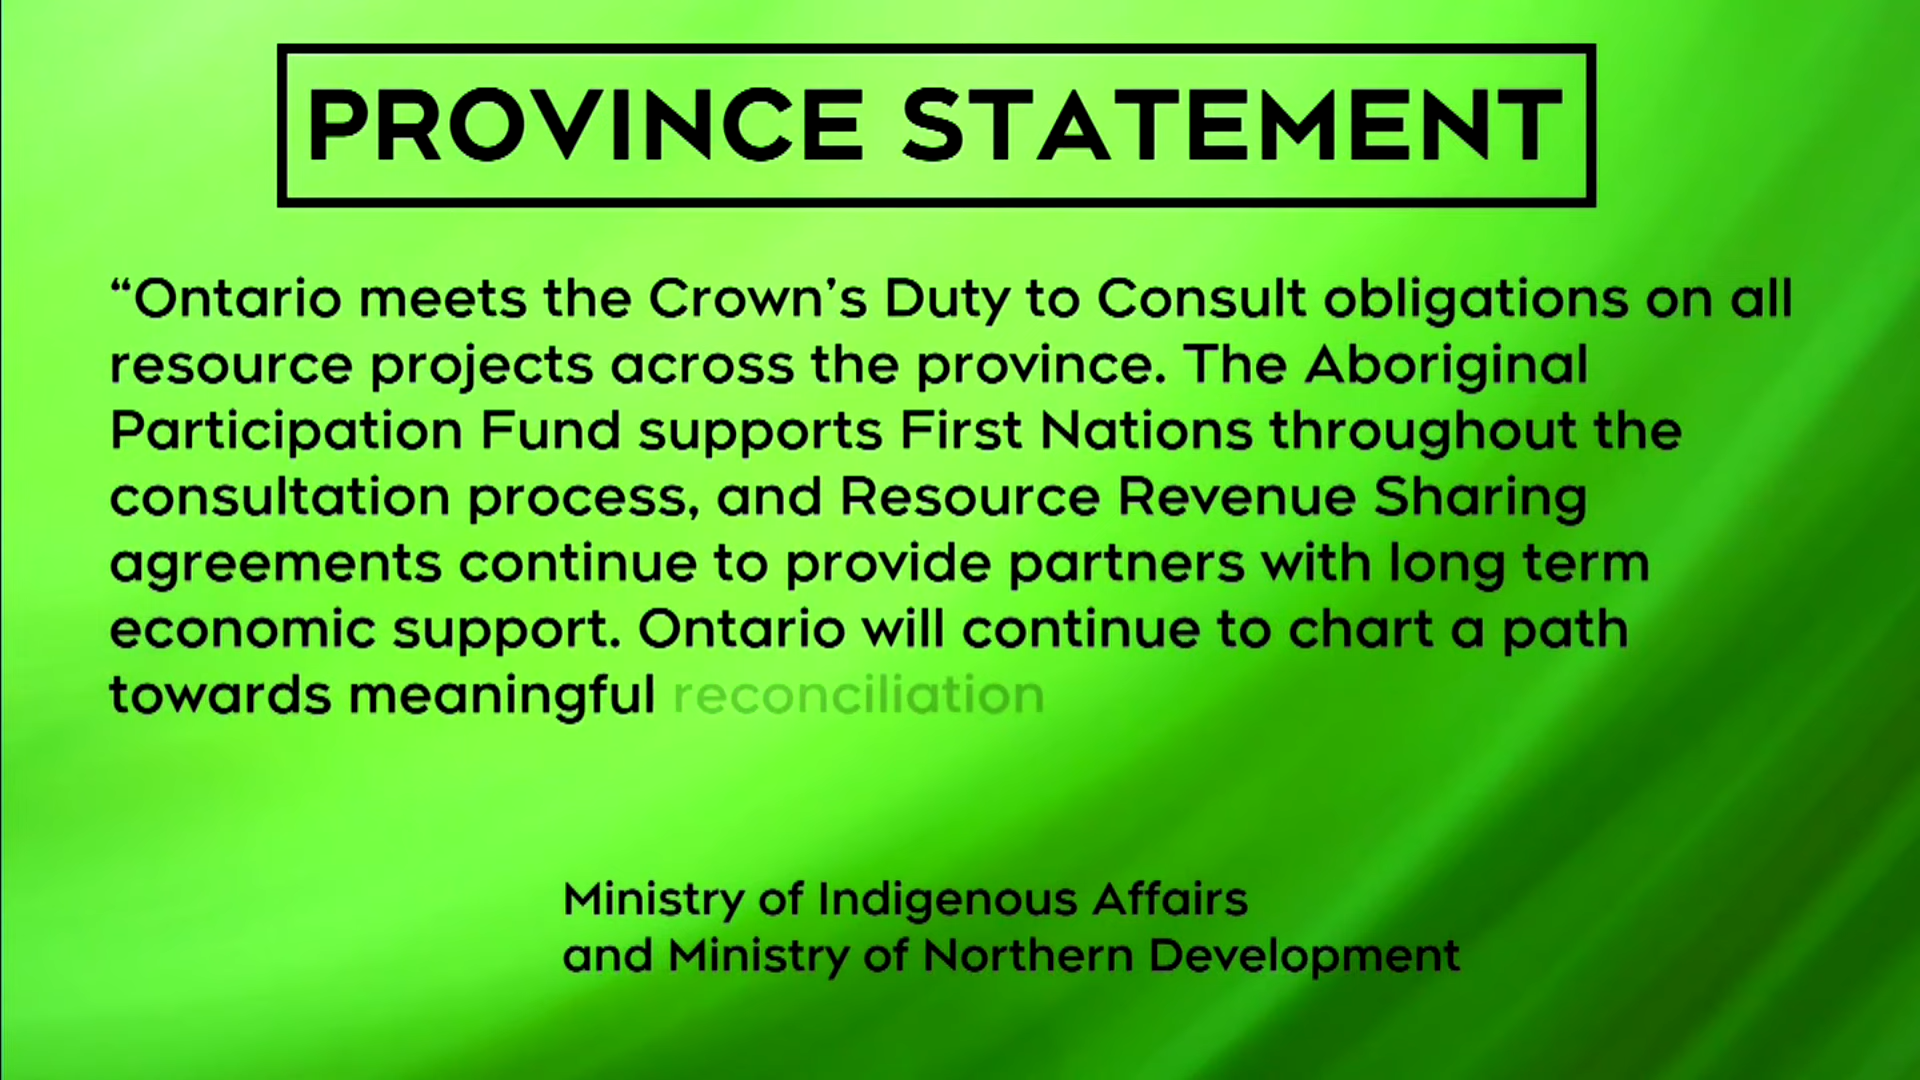 PROVINCE STATEMENT
“Ontario meets the Crown’s Duty to Consult obligations on all
resource projects across the province. The Aboriginal
Participation Fund supports First Nations throughout the
consultation process, and Resource Revenue Sharing
agreements continue to provide partners with long term
economic support. Ontario will continue to chart a path
towards meaningful reconciliation
Ministry of Indigenous Affairs
and Ministry of Northern Development